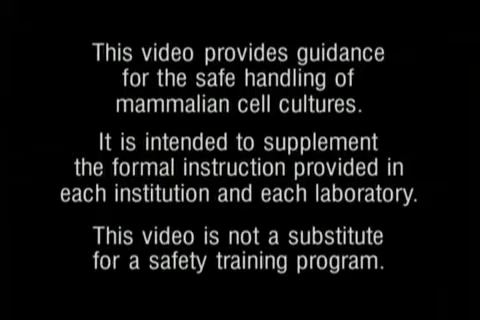 This video provides guidance
for the safe handling of
mammalian cell cultures.
It is intended to supplement
the formal instruction provided in
each institution and each laboratory.
This video is not a substitute
for a safety training program.